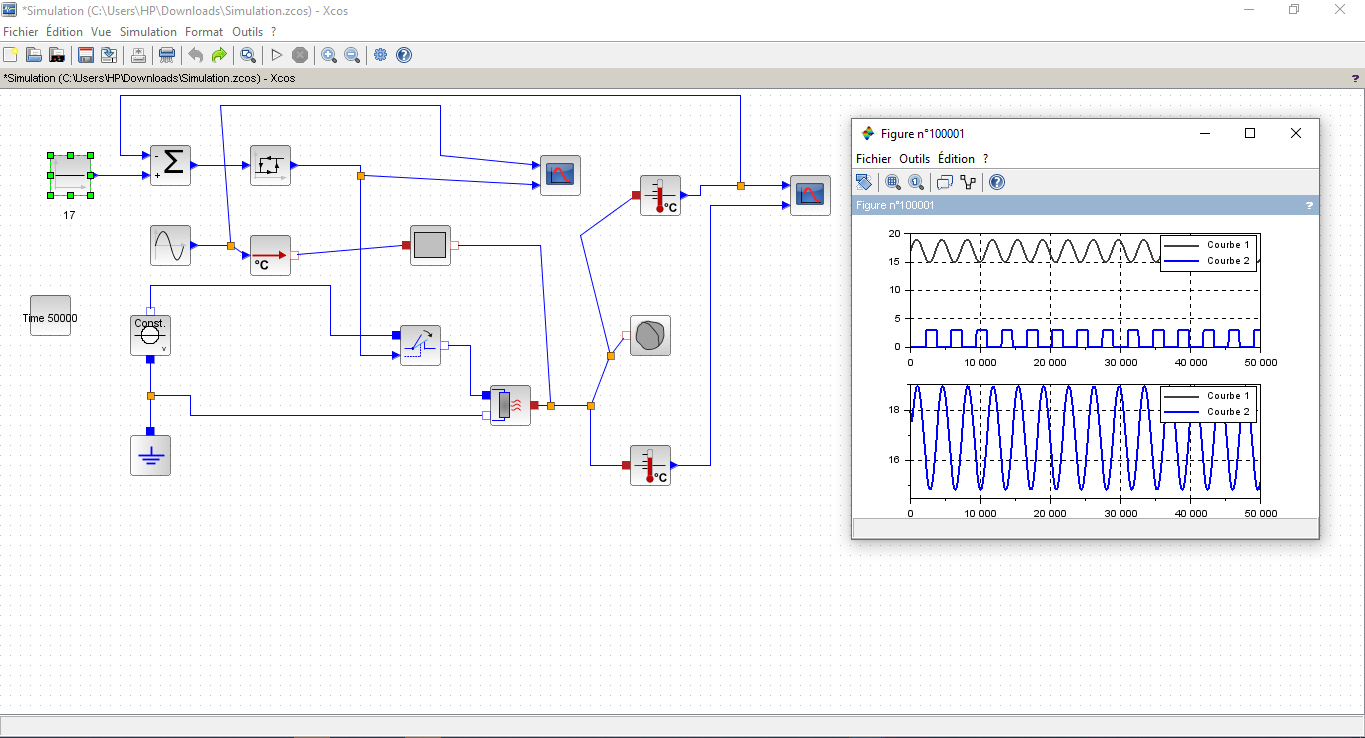 *Simulation (C:\Users\HP\Downloads\Simulation.zcos) - Xcos
Fichier Édition Vue Simulation Format Outils ?
*Simulation (C:\Users\HP\Downloads\Simulation.zcos) - Xcos ?
- Σ
+
17
°C
Time 50000
Const.
v
°C
°C
Figure n°100001
Fichier Outils Édition ?
Figure n°100001 ?
20
15
10
5
0
Courbe 1
Courbe 2
0 10 000 20 000 30 000 40 000 50 000
18
16
Courbe 1
Courbe 2
0 10 000 20 000 30 000 40 000 50 000